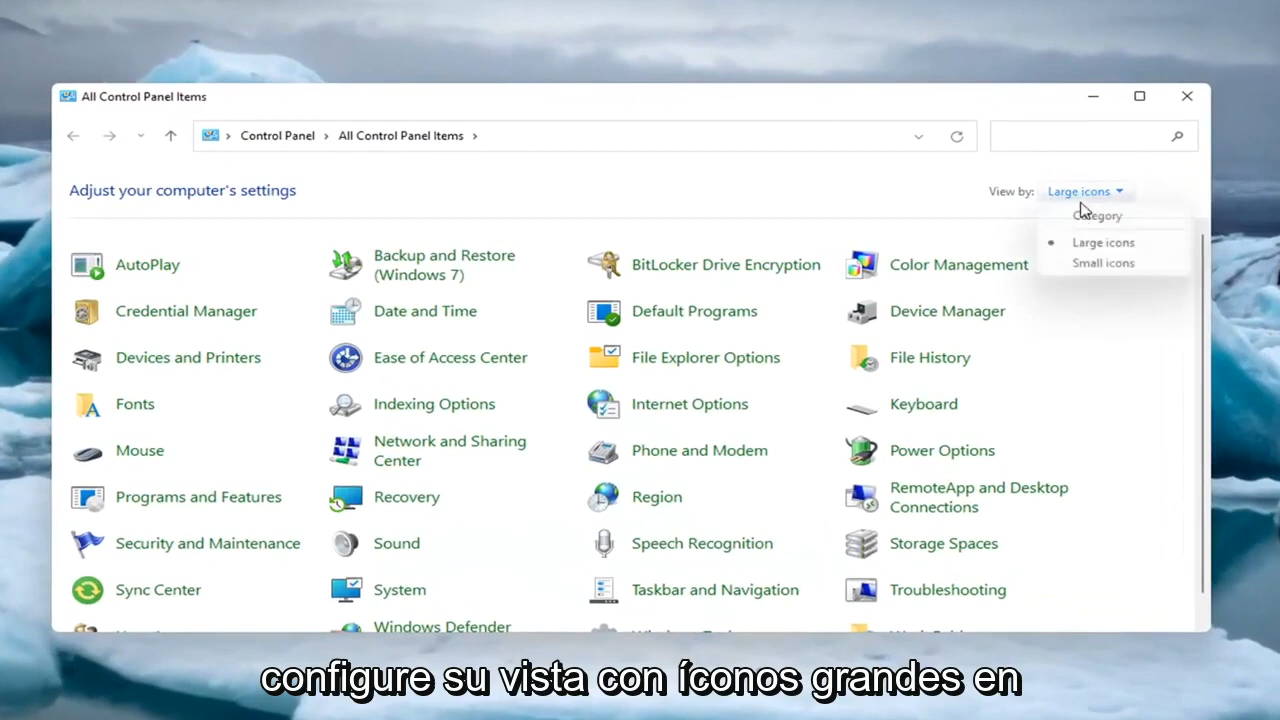 All Control Panel Items
Control Panel > All Control Panel Items >
Adjust your computer's settings
View by: Large icons
Category
Large icons
Small icons
AutoPlay
Backup and Restore
(Windows 7)
BitLocker Drive Encryption
Color Management
Credential Manager
Date and Time
Default Programs
Device Manager
Devices and Printers
Ease of Access Center
File Explorer Options
File History
Fonts
Indexing Options
Internet Options
Keyboard
Mouse
Network and Sharing
Center
Phone and Modem
Power Options
Programs and Features
Recovery
Region
RemoteApp and Desktop
Connections
Security and Maintenance
Sound
Speech Recognition
Storage Spaces
Sync Center
System
Taskbar and Navigation
Troubleshooting
Windows Defender
configure su vista con íconos grandes en